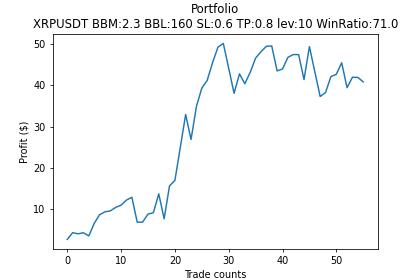 Portfolio
XRPUSDT BBM:2.3 BBL:160 SL:0.6 TP:0.8 lev:10 WinRatio:71.0
50
40
30
20
10
Profit ($)
0 10 20 30 40 50
Trade counts